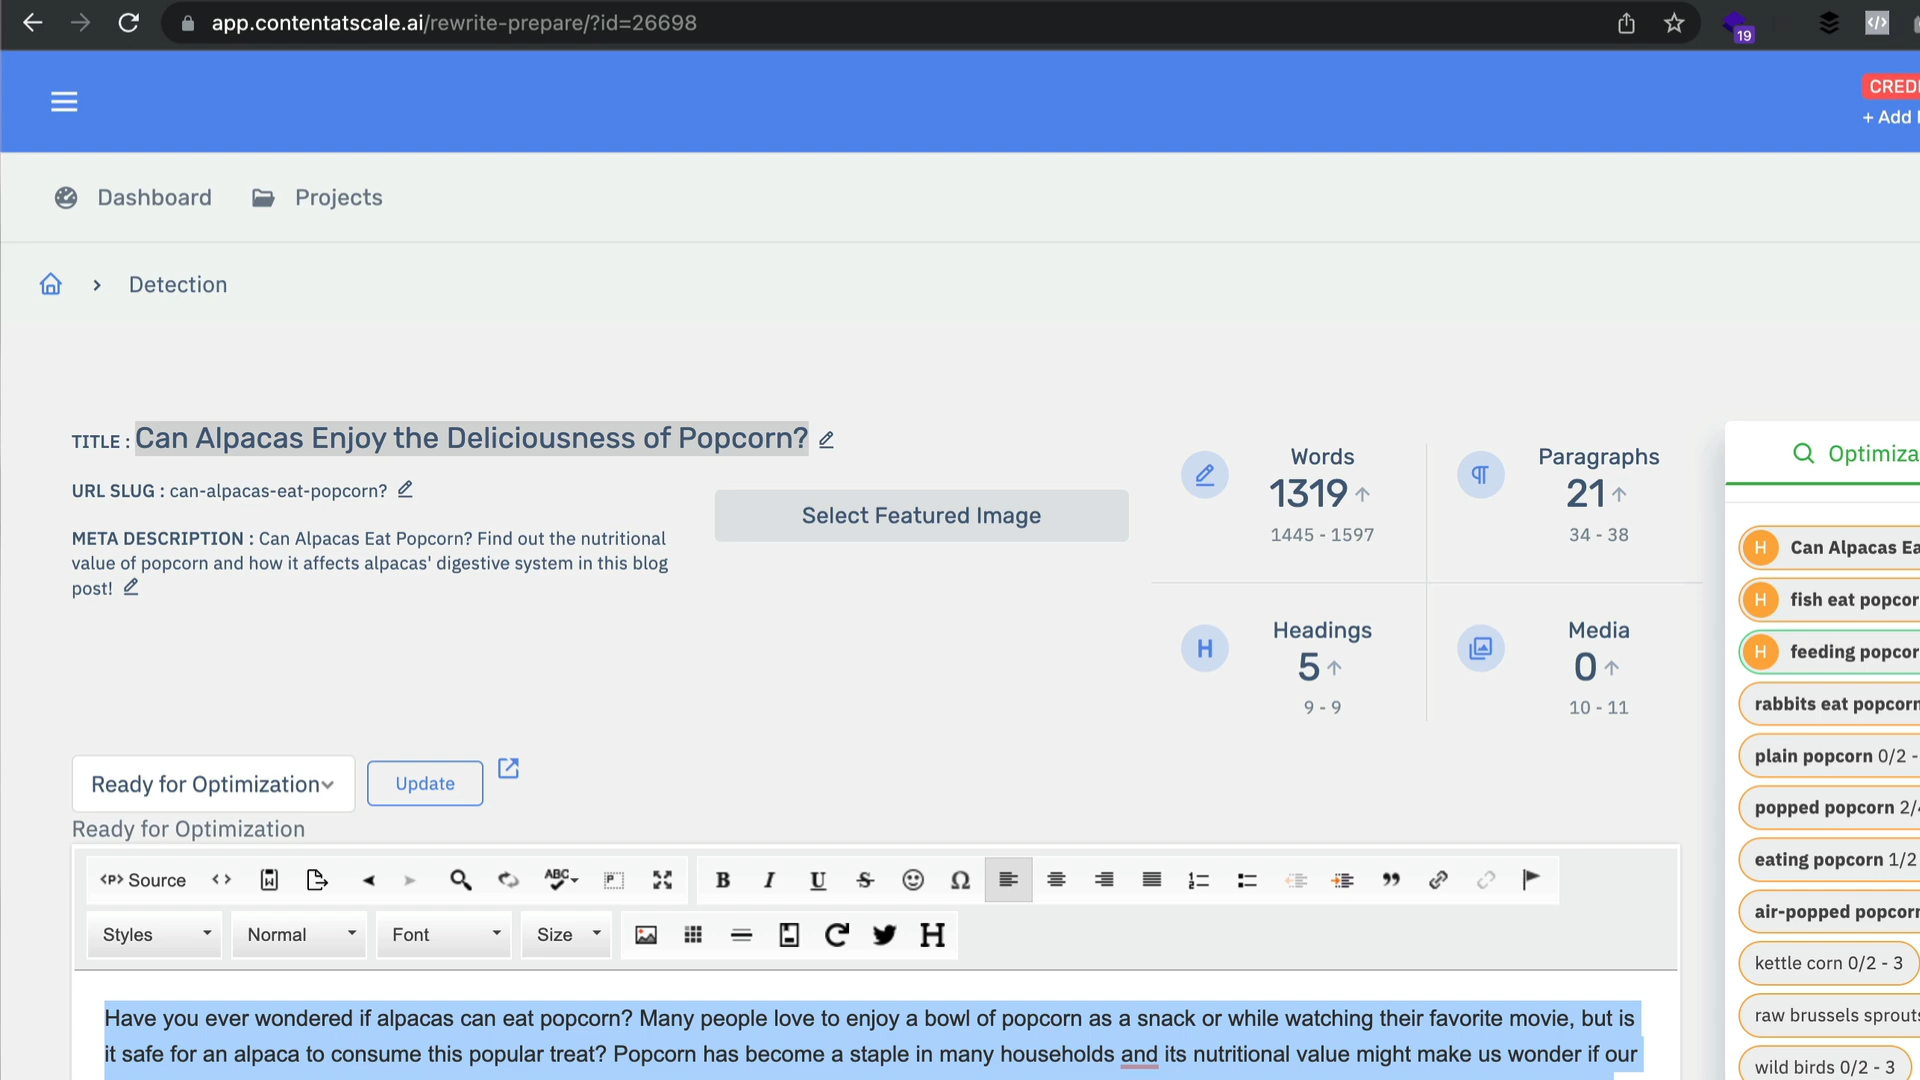 app.contentatscale.ai/rewrite-prepare/?id=26698
19
</>
CREDI
+ Add
Dashboard
Projects
Detection
TITLE : Can Alpacas Enjoy the Deliciousness of Popcorn?
URL SLUG : can-alpacas-eat-popcorn?
META DESCRIPTION : Can Alpacas Eat Popcorn? Find out the nutritional
value of popcorn and how it affects alpacas' digestive system in this blog
post!
Select Featured Image
Words
1319
1445 - 1597
Paragraphs
21
34 - 38
H
Headings
5
9 - 9
Media
0
10 - 11
Optimiza
H Can Alpacas Ea
H fish eat popcor
H feeding popcor
rabbits eat popcorn
plain popcorn 0/2 -
popped popcorn 2/
eating popcorn 1/2
air-popped popcorn
kettle corn 0/2 - 3
raw brussels sprouts
wild birds 0/2 - 3
Ready for Optimization
Update
Ready for Optimization
<P> Source <> ABC B I U S Ω
Styles Normal Font Size H
Have you ever wondered if alpacas can eat popcorn? Many people love to enjoy a bowl of popcorn as a snack or while watching their favorite movie, but is
it safe for an alpaca to consume this popular treat? Popcorn has become a staple in many households and its nutritional value might make us wonder if our